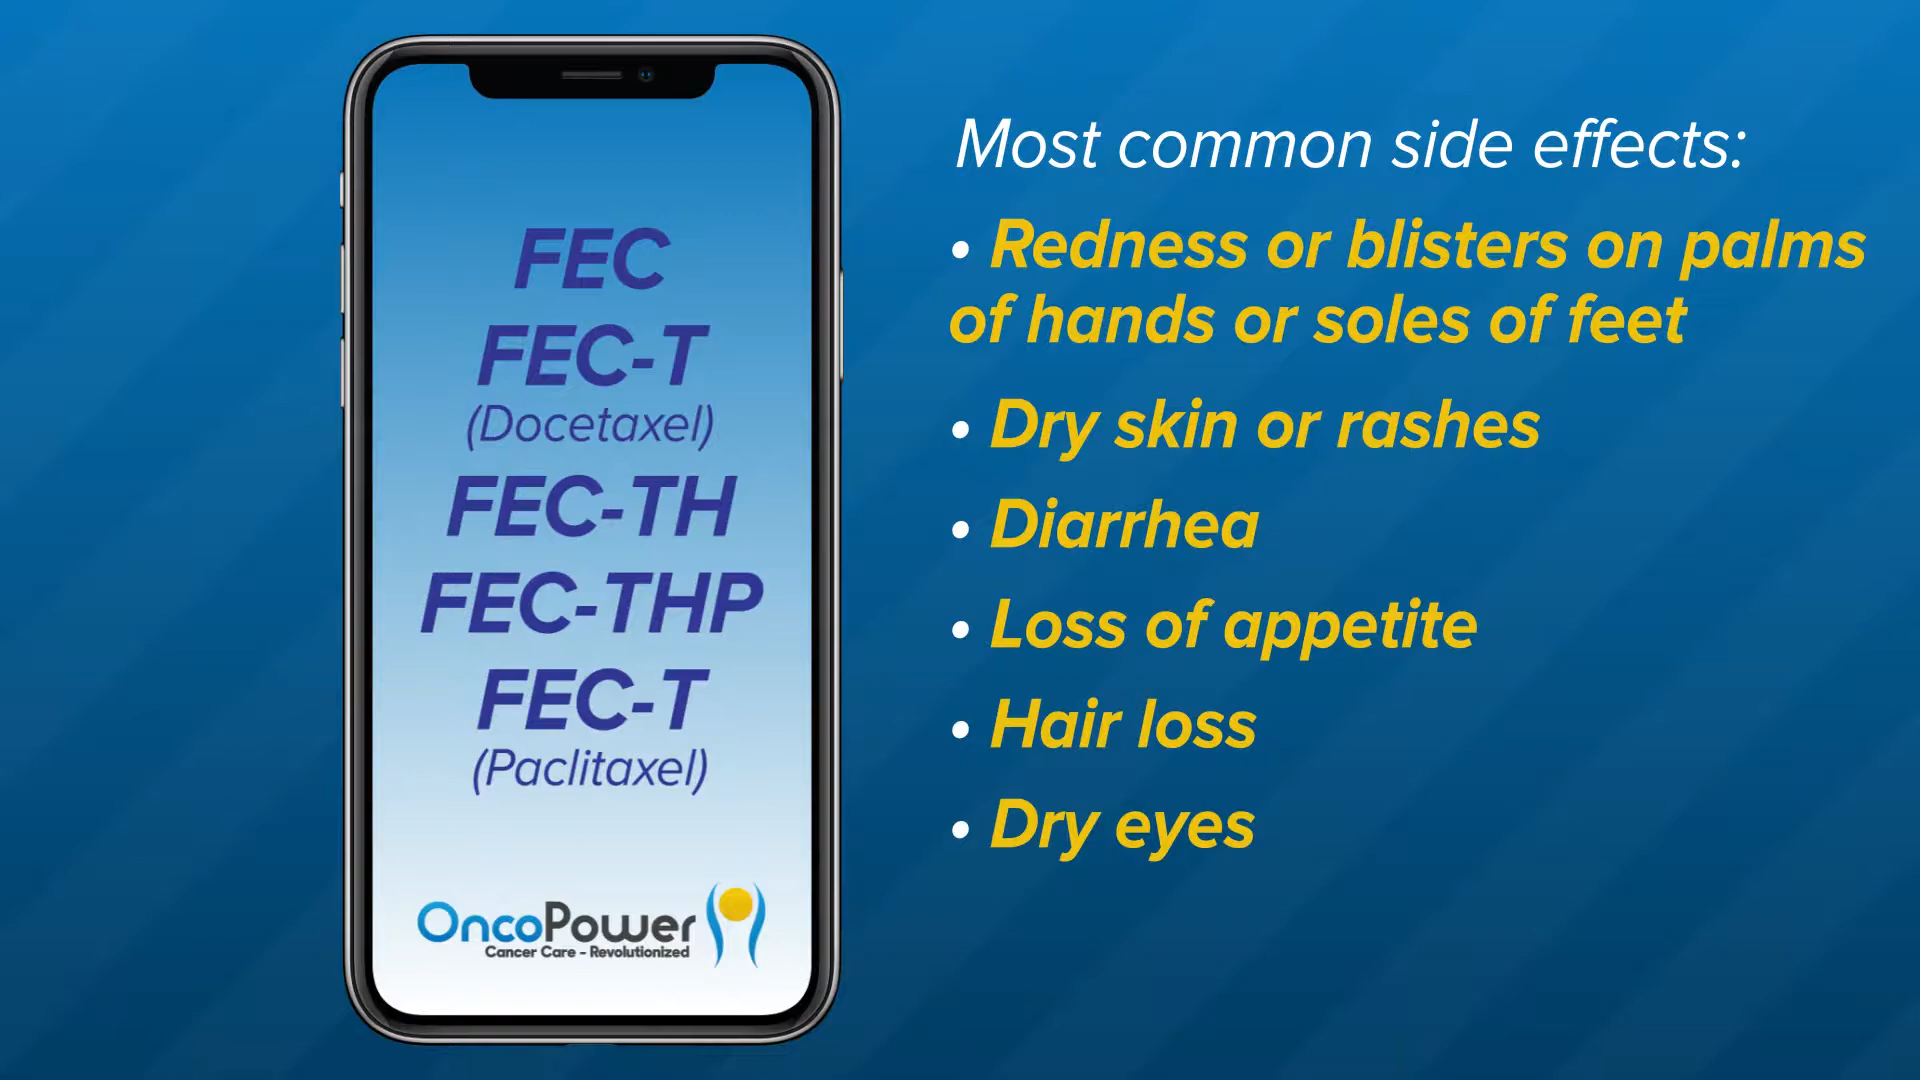 FEC
FEC-T
(Docetaxel)
FEC-TH
FEC-THP
FEC-T
(Paclitaxel)
OncoPower
Cancer Care - Revolutionized
Most common side effects:
• Redness or blisters on palms
of hands or soles of feet
• Dry skin or rashes
• Diarrhea
• Loss of appetite
• Hair loss
• Dry eyes